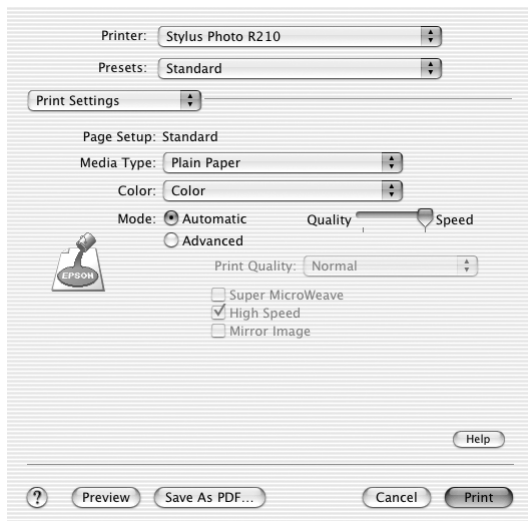 Printer: Stylus Photo R210
Presets: Standard
Print Settings
Page Setup: Standard
Media Type: Plain Paper
Color: Color
Mode: Automatic Quality Speed
Advanced
EPSON
Print Quality: Normal
Super MicroWeave
High Speed
Mirror Image
Help
? Preview Save As PDF... Cancel Print